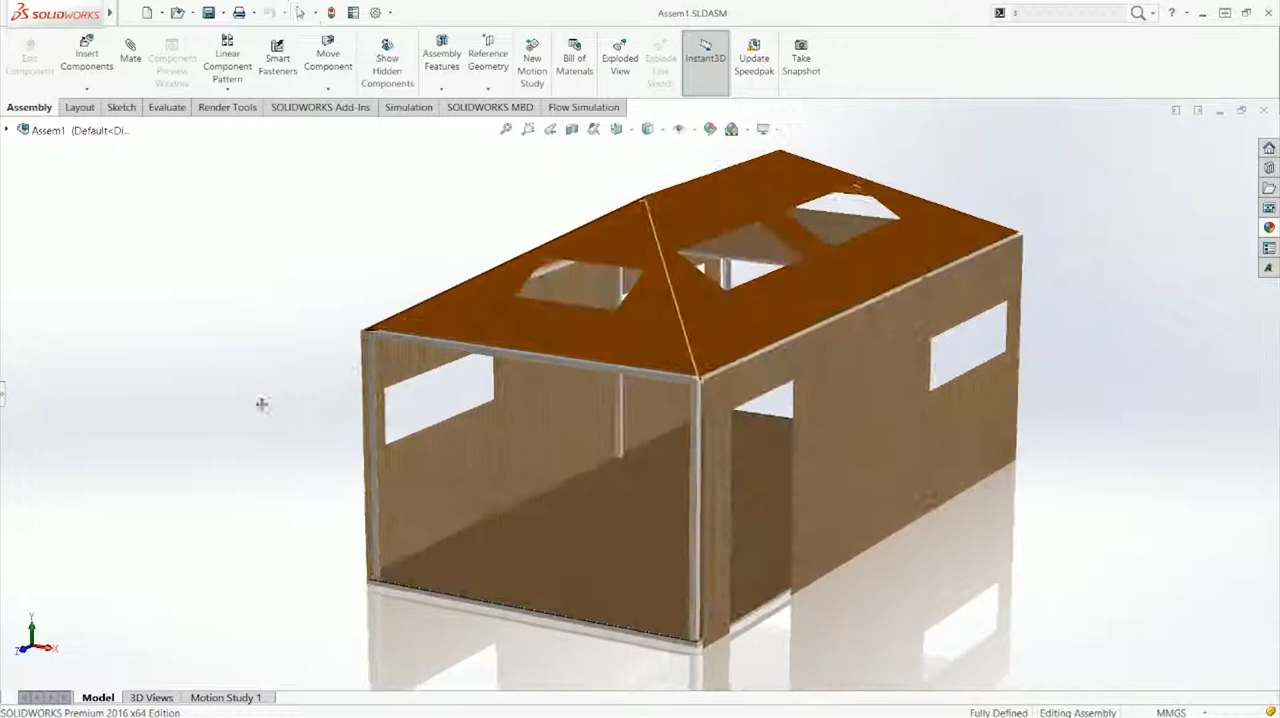 SOLIDWORKS
Assem1.SLDASM
s
?
Edit Component
Insert Components
Mate
Component Preview Window
Linear Component Pattern
Smart Fasteners
Move Component
Show Hidden Components
Assembly Features
Reference Geometry
New Motion Study
Bill of Materials
Exploded View
Explode Line Sketch
Instant3D
Update Speedpak
Take Snapshot
Assembly Layout Sketch Evaluate Render Tools SOLIDWORKS Add-Ins Simulation SOLIDWORKS MBD Flow Simulation
Assem1 (Default<Di...
Y
Z
X
Model 3D Views Motion Study 1
SOLIDWORKS Premium 2016 x64 Edition
Fully Defined Editing Assembly MMGS